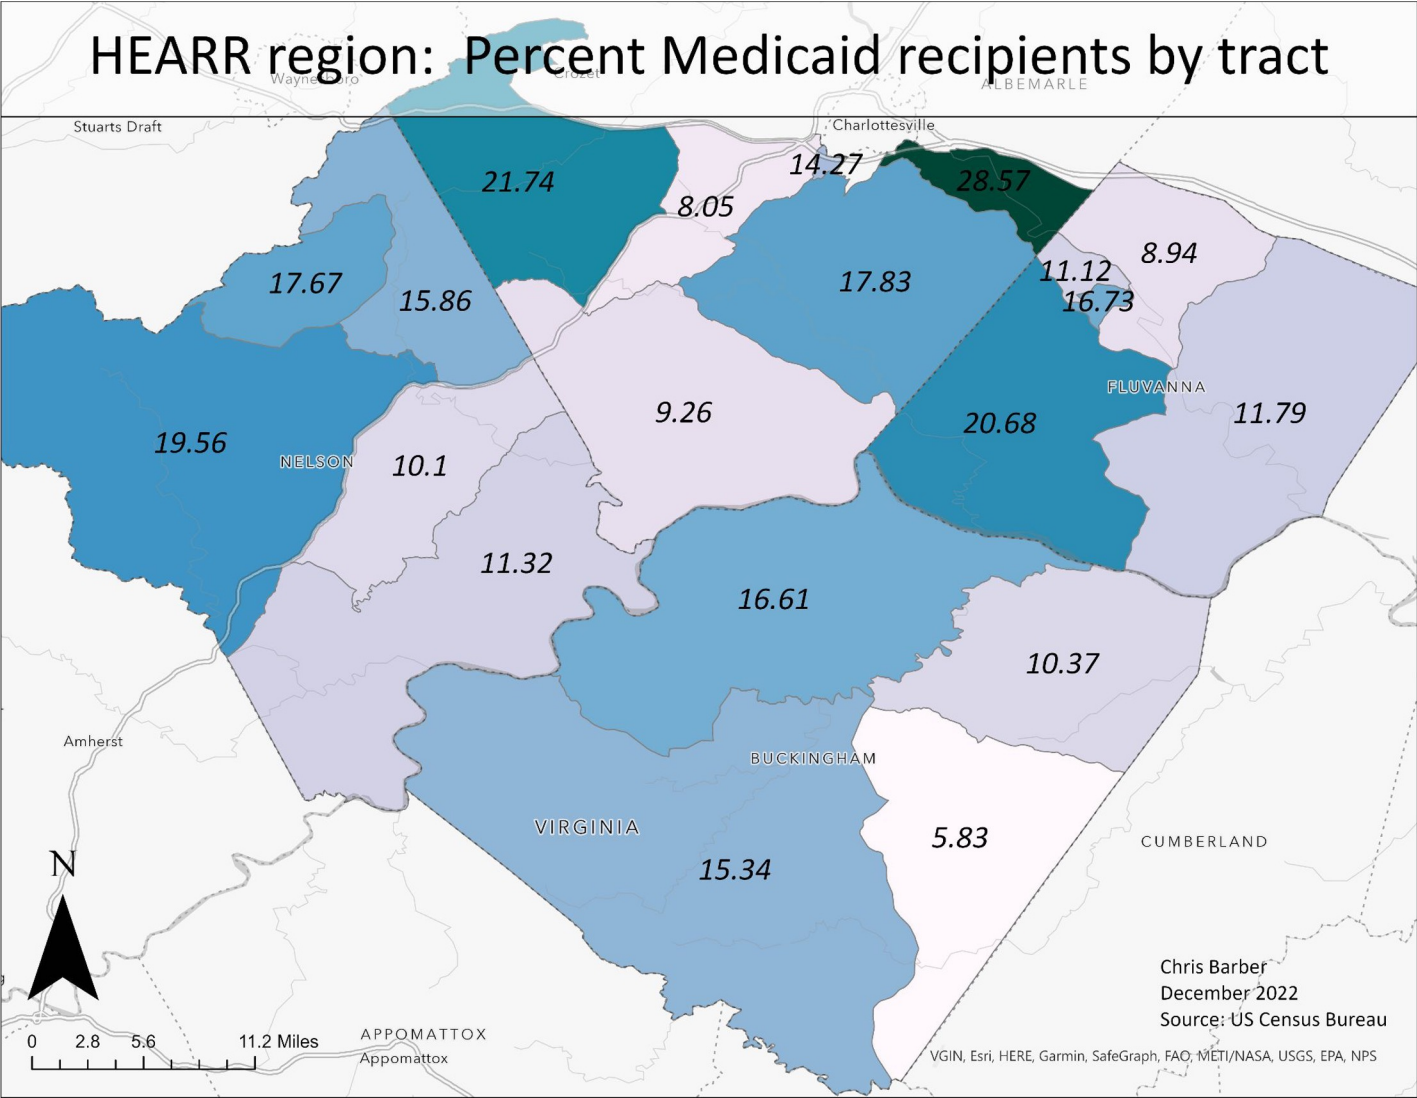 HEARR region:  Percent Medicaid recipients by tract
Waynesboro
Crozet
ALBEMARLE
Stuarts Draft
Charlottesville
14.27
21.74
28.57
8.05
8.94
11.12
17.67
17.83
15.86
16.73
FLUVANNA
9.26
11.79
20.68
19.56
NELSON
10.1
11.32
16.61
10.37
Amherst
BUCKINGHAM
VIRGINIA
5.83
CUMBERLAND
15.34
N
Chris Barber
December 2022
Source: US Census Bureau
0 2.8 5.6 11.2 Miles
APPOMATTOX
Appomattox
VGIN, Esri, HERE, Garmin, SafeGraph, FAO, METI/NASA, USGS, EPA, NPS